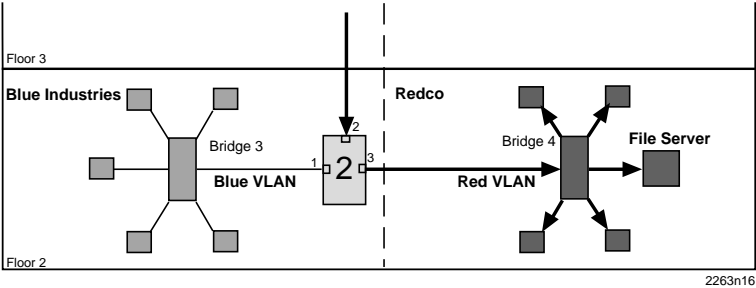 Floor 3
Blue Industries
Redco
2
Bridge 3
Bridge 4
File Server
1
2
3
Blue VLAN
Red VLAN
Floor 2
2263n16